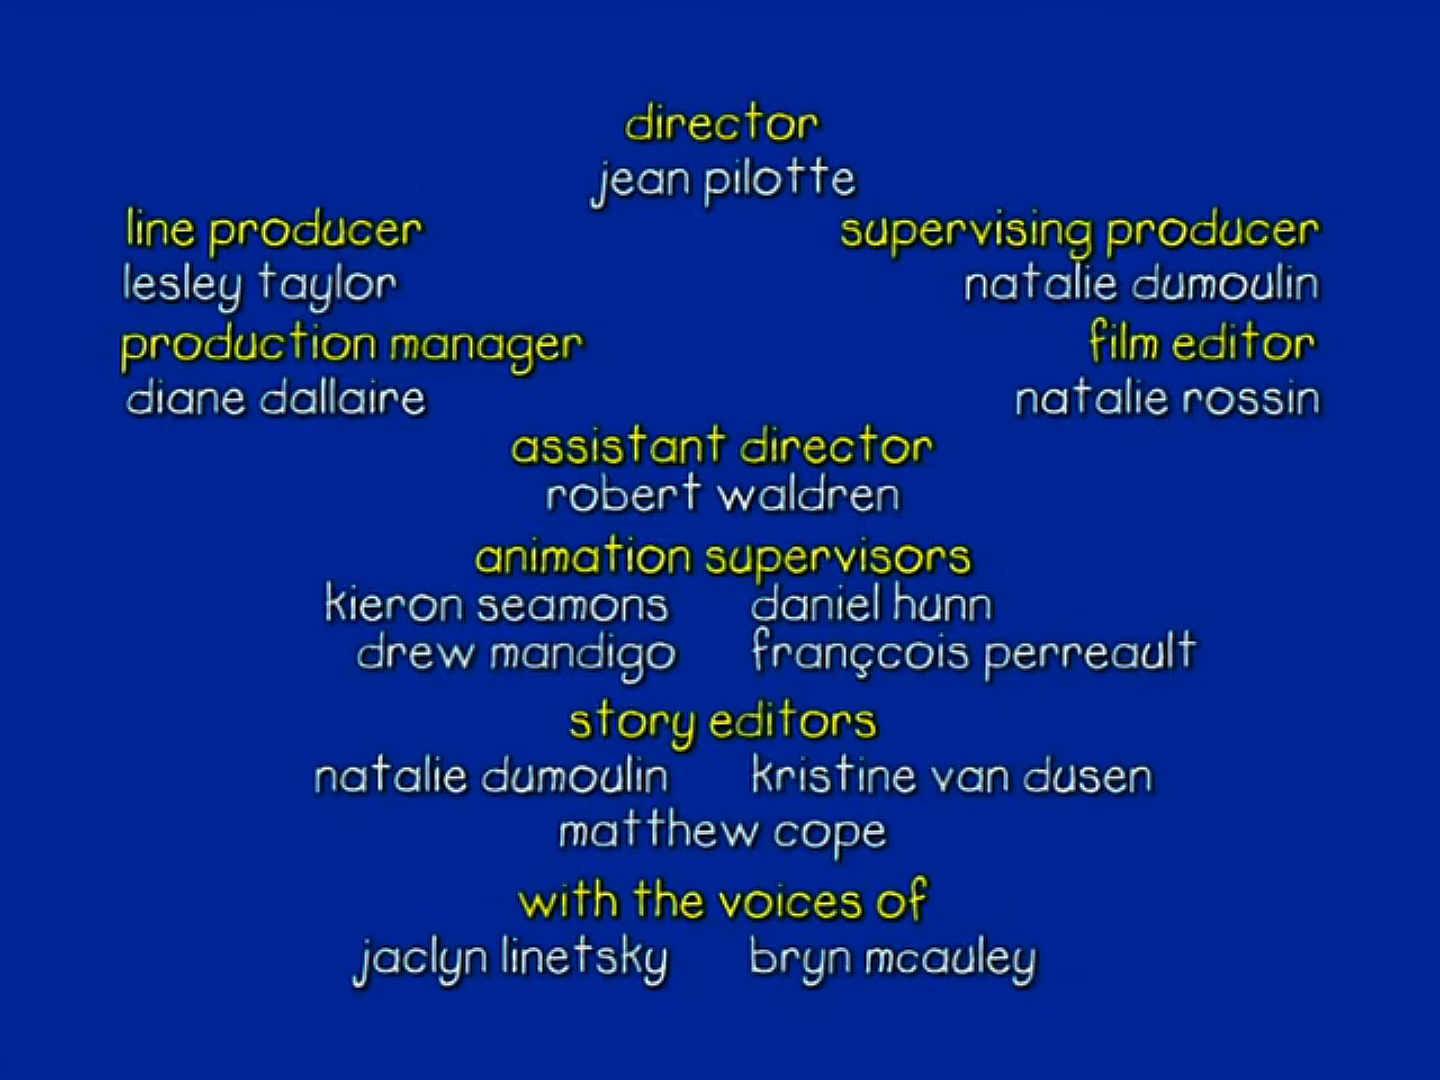 director
jean pilotte
line producer supervising producer
lesley taylor natalie dumoulin
production manager film editor
diane dallaire natalie rossin
assistant director
robert waldren
animation supervisors
kieron seamons daniel hunn
drew mandigo françcois perreault
story editors
natalie dumoulin kristine van dusen
matthew cope
with the voices of
jaclyn linetsky bryn mcauley